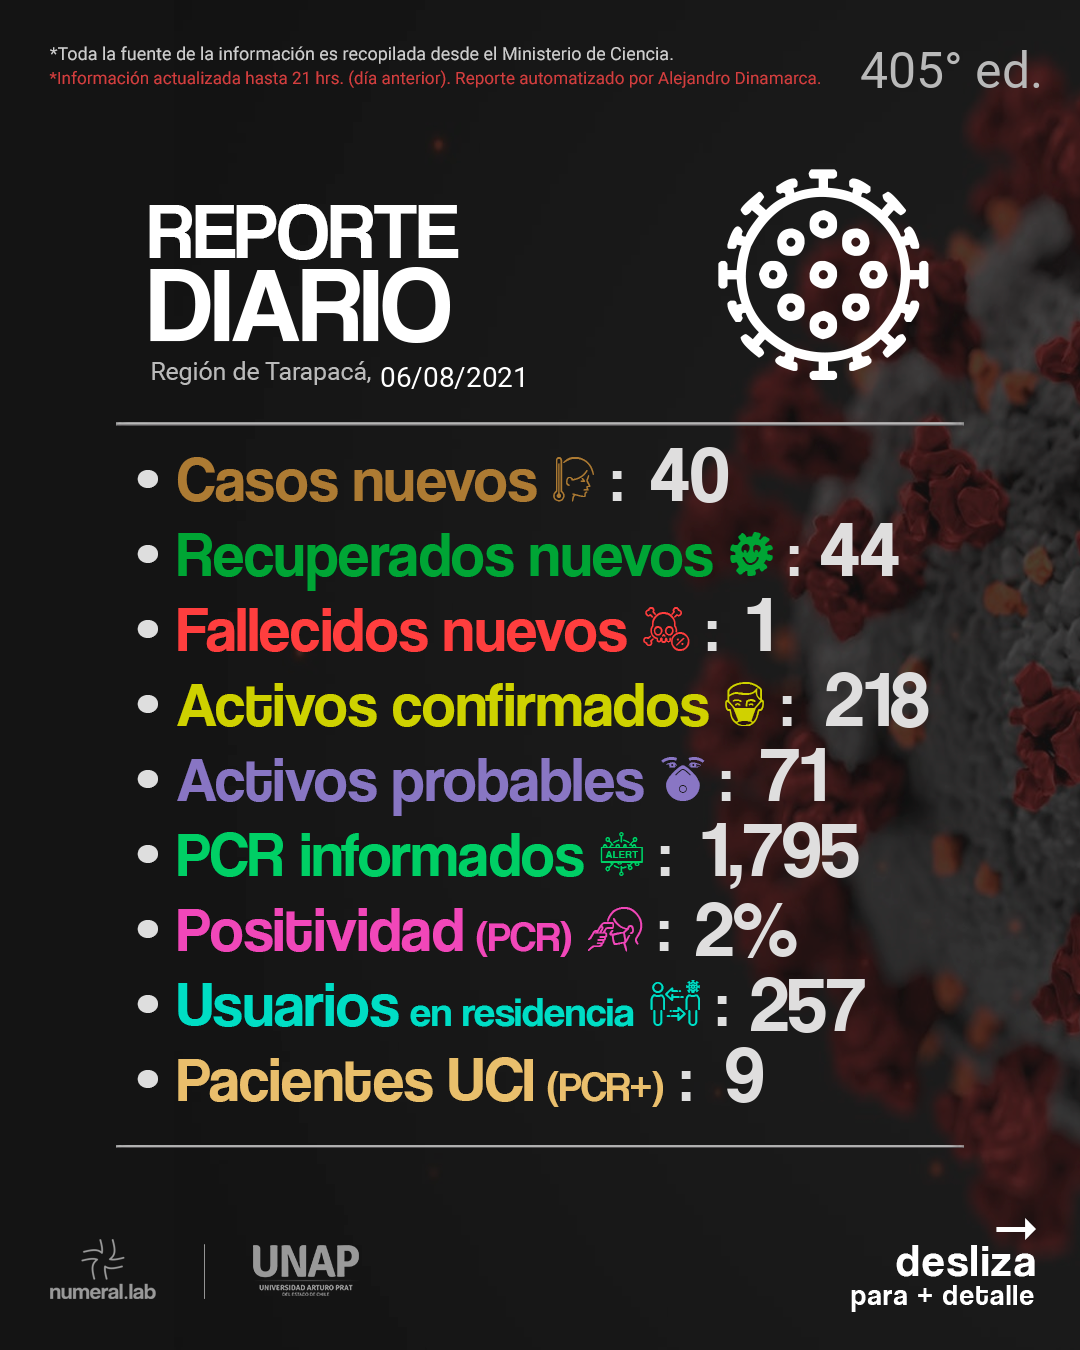 *Toda la fuente de la información es recopilada desde el Ministerio de Ciencia.
*Información actualizada hasta 21 hrs. (día anterior). Reporte automatizado por Alejandro Dinamarca.
405° ed.
REPORTE
DIARIO
Región de Tarapacá, 06/08/2021
• Casos nuevos : 40
• Recuperados nuevos : 44
• Fallecidos nuevos : 1
• Activos confirmados : 218
• Activos probables : 71
• PCR informados ALERT : 1,795
• Positividad (PCR) : 2%
• Usuarios en residencia : 257
• Pacientes UCI (PCR+) : 9
numeral.lab
UNAP
UNIVERSIDAD ARTURO PRAT
DEL ESTADO DE CHILE
desliza
para + detalle